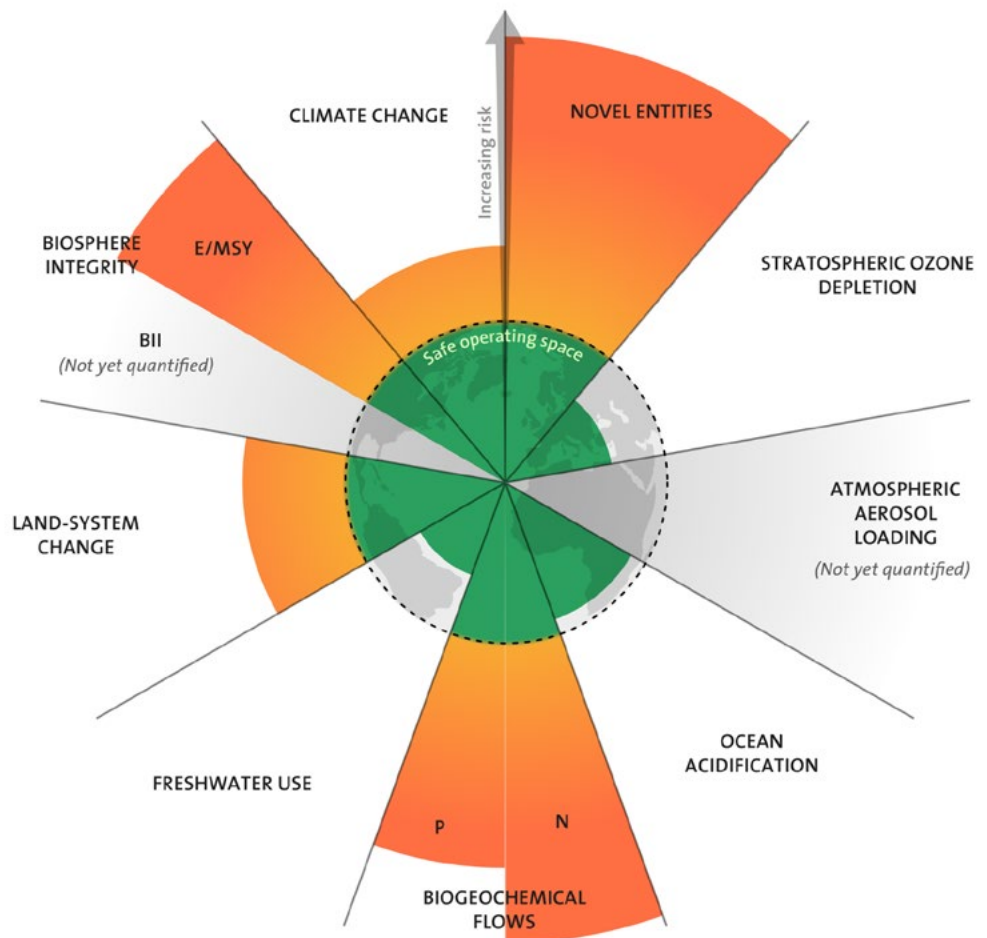 CLIMATE CHANGE
Increasing risk
NOVEL ENTITIES
BIOSPHERE
INTEGRITY
E/MSY
STRATOSPHERIC OZONE
DEPLETION
BII
(Not yet quantified)
Safe operating space
LAND-SYSTEM
CHANGE
ATMOSPHERIC
AEROSOL
LOADING
(Not yet quantified)
FRESHWATER USE
OCEAN
ACIDIFICATION
P
N
BIOGEOCHEMICAL
FLOWS